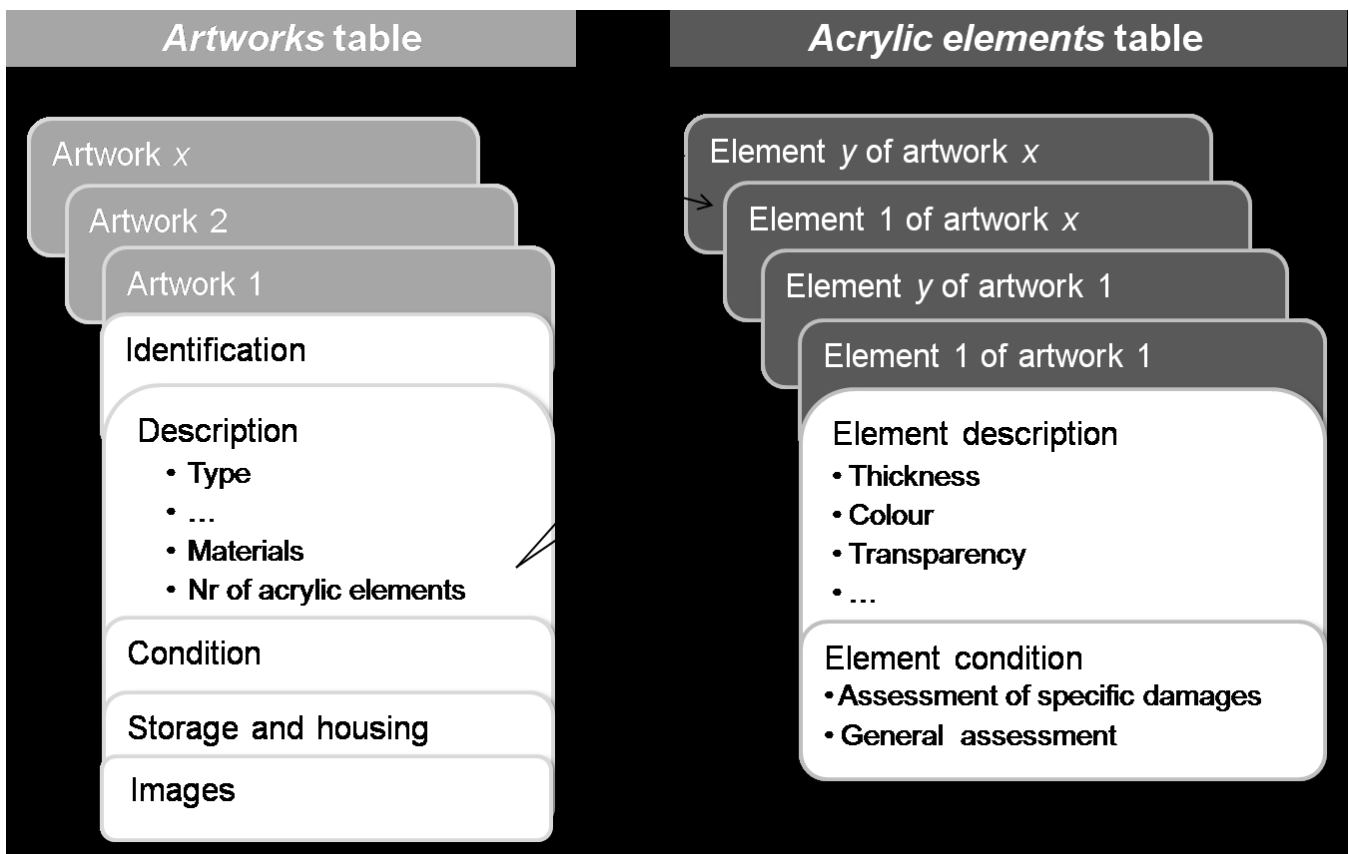 Artworks table
Artwork x
Artwork 2
Artwork 1
Identification
Description
• Type
• ...
• Materials
• Nr of acrylic elements
Condition
Storage and housing
Images
Acrylic elements table
Element y of artwork x
Element 1 of artwork x
Element y of artwork 1
Element 1 of artwork 1
Element description
• Thickness
• Colour
• Transparency
• ...
Element condition
• Assessment of specific damages
• General assessment